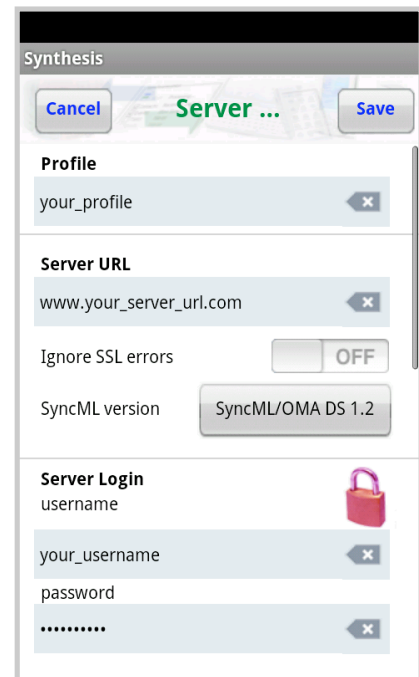 Synthesis
Cancel Server ... Save
Profile
your_profile
Server URL
www.your_server_url.com
Ignore SSL errors OFF
SyncML version SyncML/OMA DS 1.2
Server Login
username
your_username
password
••••••••••